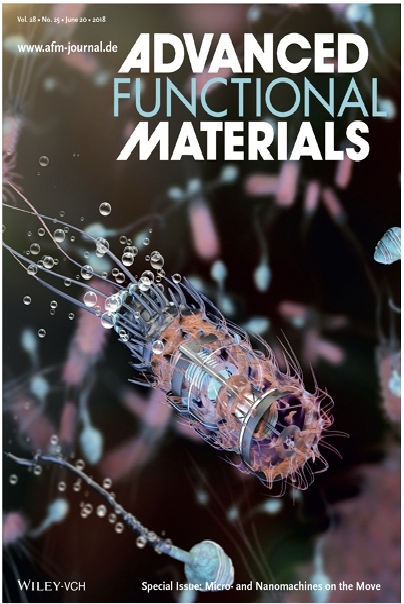 Vol. 28 • No. 25 • June 20 • 2018
www.afm-journal.de
ADVANCED
FUNCTIONAL
MATERIALS
WILEY-VCH
Special Issue: Micro- and Nanomachines on the Move